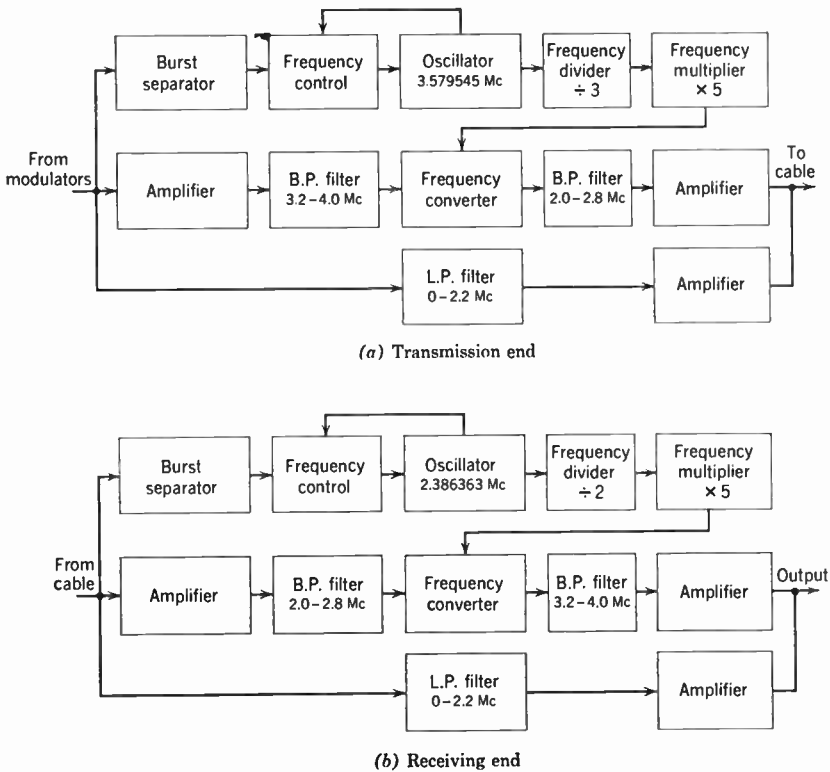 Burst
separator
Frequency
control
Oscillator
3.579545 Mc
Frequency
divider
÷ 3
Frequency
multiplier
× 5
From
modulators
Amplifier
B.P. filter
3.2–4.0 Mc
Frequency
converter
B.P. filter
2.0–2.8 Mc
Amplifier
To
cable
L.P. filter
0–2.2 Mc
Amplifier
(a) Transmission end
Burst
separator
Frequency
control
Oscillator
2.386363 Mc
Frequency
divider
÷ 2
Frequency
multiplier
× 5
From
cable
Amplifier
B.P. filter
2.0–2.8 Mc
Frequency
converter
B.P. filter
3.2–4.0 Mc
Amplifier
Output
L.P. filter
0–2.2 Mc
Amplifier
(b) Receiving end